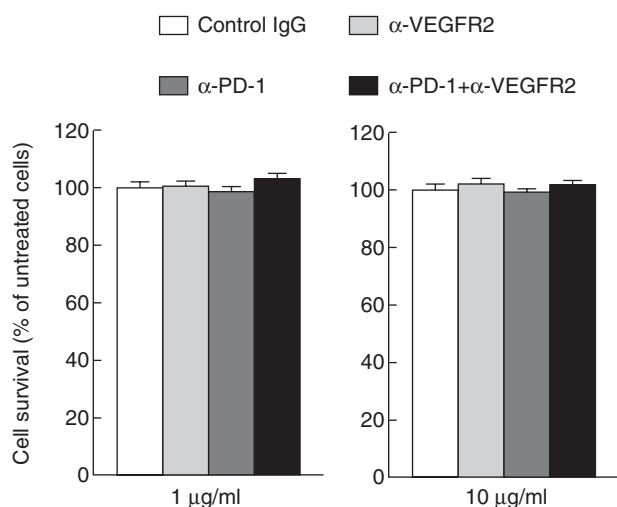 Control IgG
α-VEGFR2
α-PD-1
α-PD-1+α-VEGFR2
Cell survival (% of untreated cells)
120
100
80
60
40
20
0
1 μg/ml
120
100
80
60
40
20
0
10 μg/ml